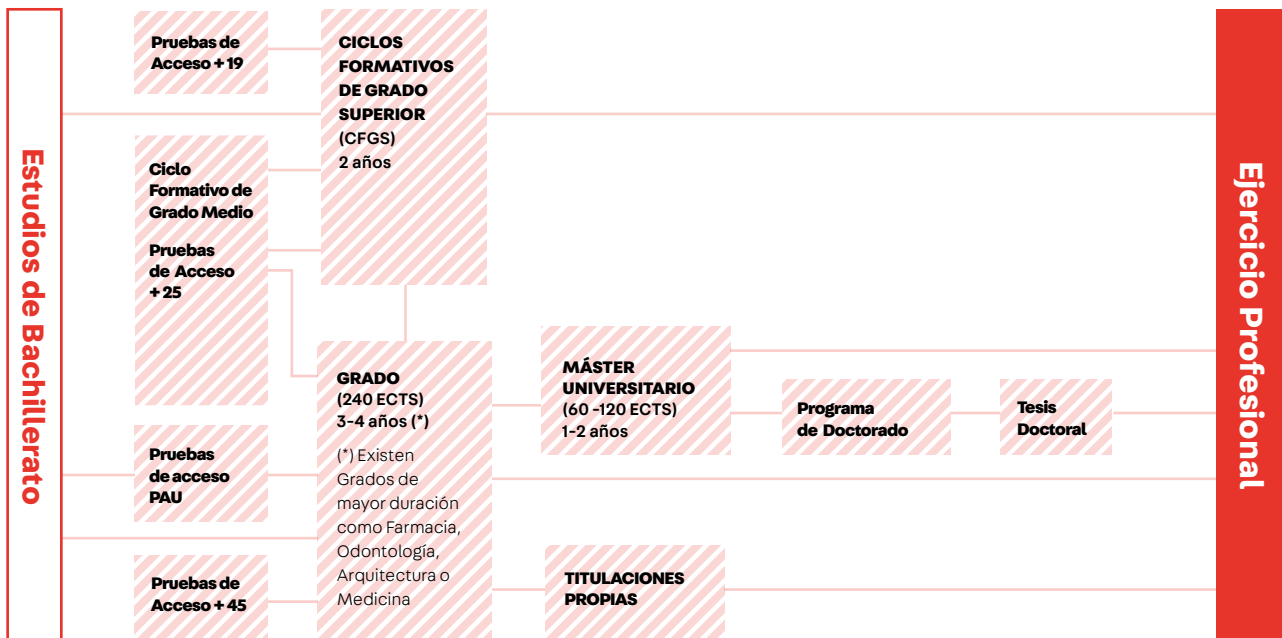 Estudios de Bachillerato
Pruebas de
Acceso + 19
Ciclo
Formativo de
Grado Medio
Pruebas
de Acceso
+ 25
Pruebas
de acceso
PAU
Pruebas de
Acceso + 45
CICLOS
FORMATIVOS
DE GRADO
SUPERIOR
(CFGS)
2 años
GRADO
(240 ECTS)
3-4 años (*)
(*) Existen
Grados de
mayor duración
como Farmacia,
Odontología,
Arquitectura o
Medicina
MÁSTER
UNIVERSITARIO
(60 -120 ECTS)
1-2 años
Programa
de Doctorado
Tesis
Doctoral
TITULACIONES
PROPIAS
Ejercicio Profesional